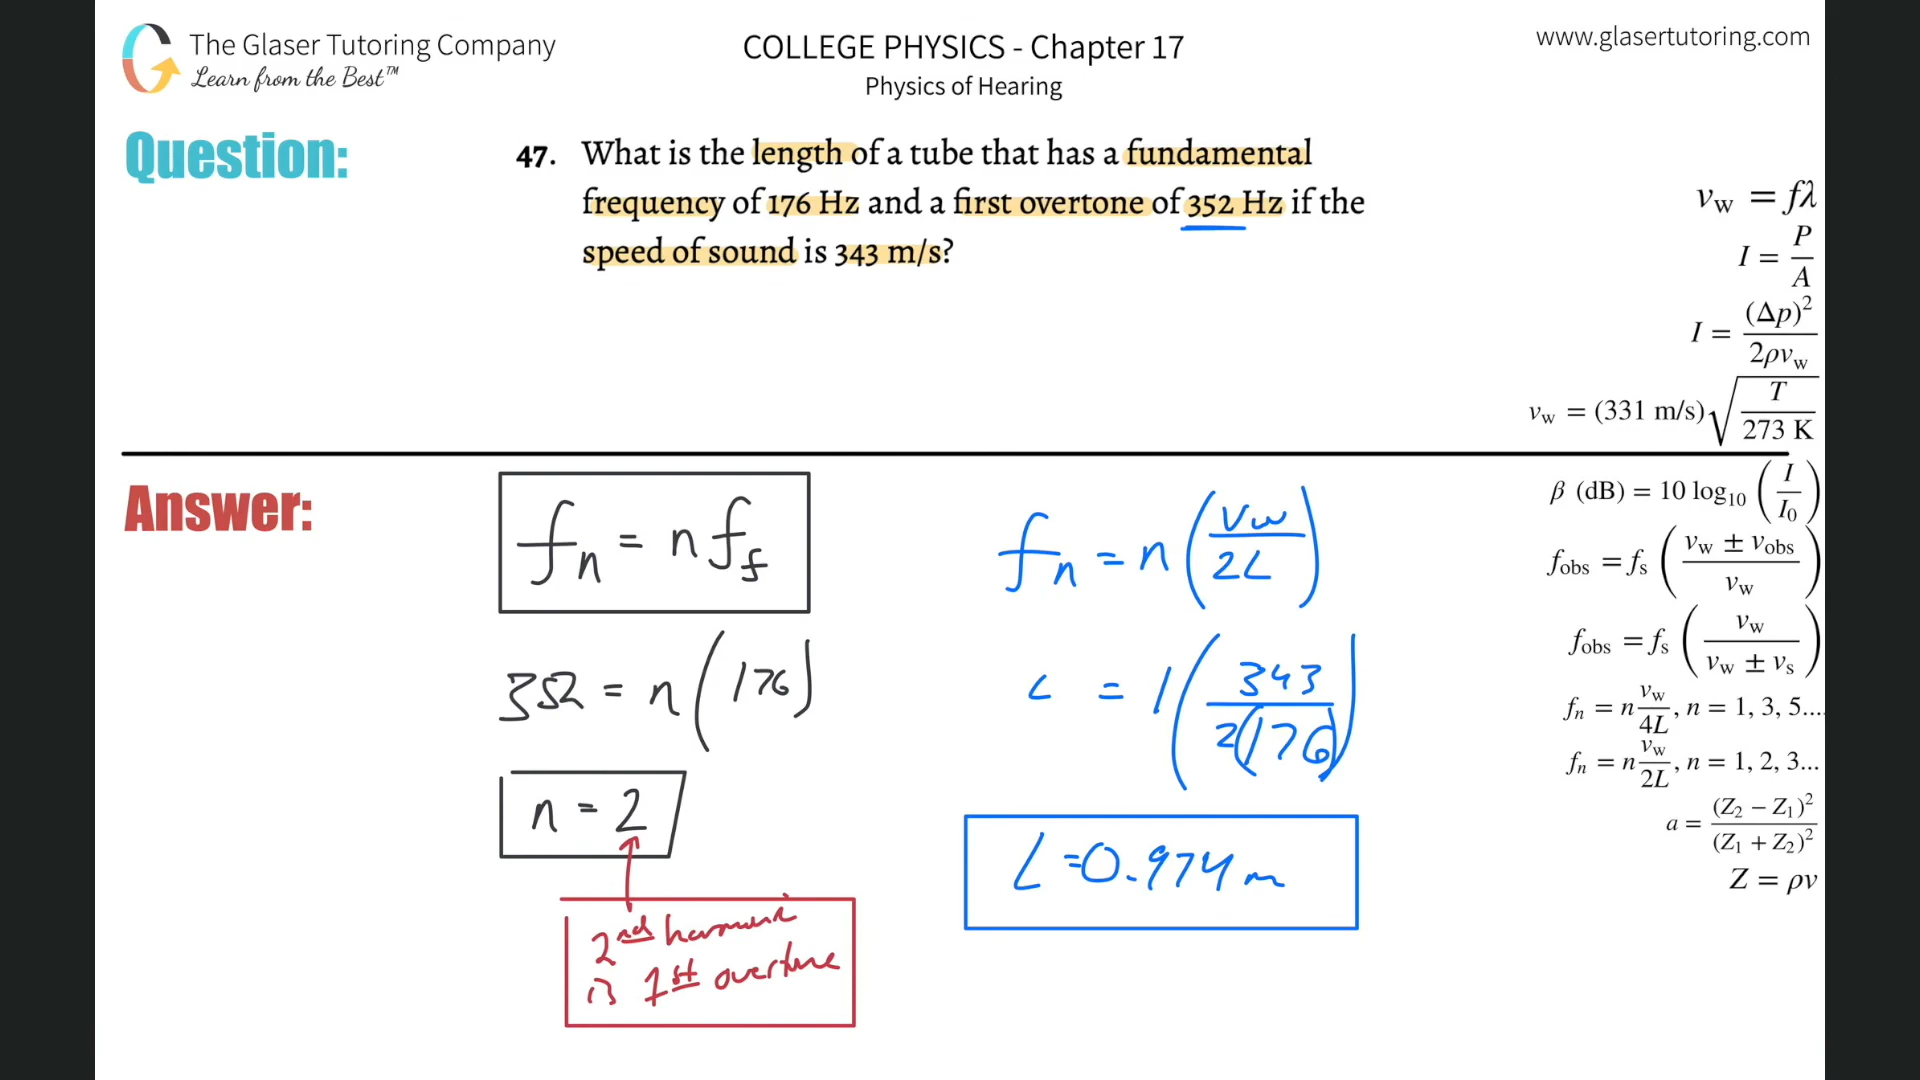 The Glaser Tutoring Company
Learn from the Best™
COLLEGE PHYSICS - Chapter 17
Physics of Hearing
www.glasertutoring.com
Question:
47. What is the length of a tube that has a fundamental
frequency of 176 Hz and a first overtone of 352 Hz if the
speed of sound is 343 m/s?
v_w = fλ
I = P/A
I = (Δp)²/2ρv_w
v_w = (331 m/s)√(T/273 K)
Answer:
f_n = n f_f
352 = n(176)
n = 2
2nd harmonic
is 1st overtone
f_n = n(v_w/2L)
L = 1(343/2(176))
L = 0.974 m
β (dB) = 10 log₁₀ (I/I₀)
f_obs = f_s ((v_w ± v_obs)/v_w)
f_obs = f_s (v_w/(v_w ± v_s))
f_n = n v_w/4L, n = 1, 3, 5...
f_n = n v_w/2L, n = 1, 2, 3...
a = (Z₂ − Z₁)²/(Z₁ + Z₂)²
Z = ρv